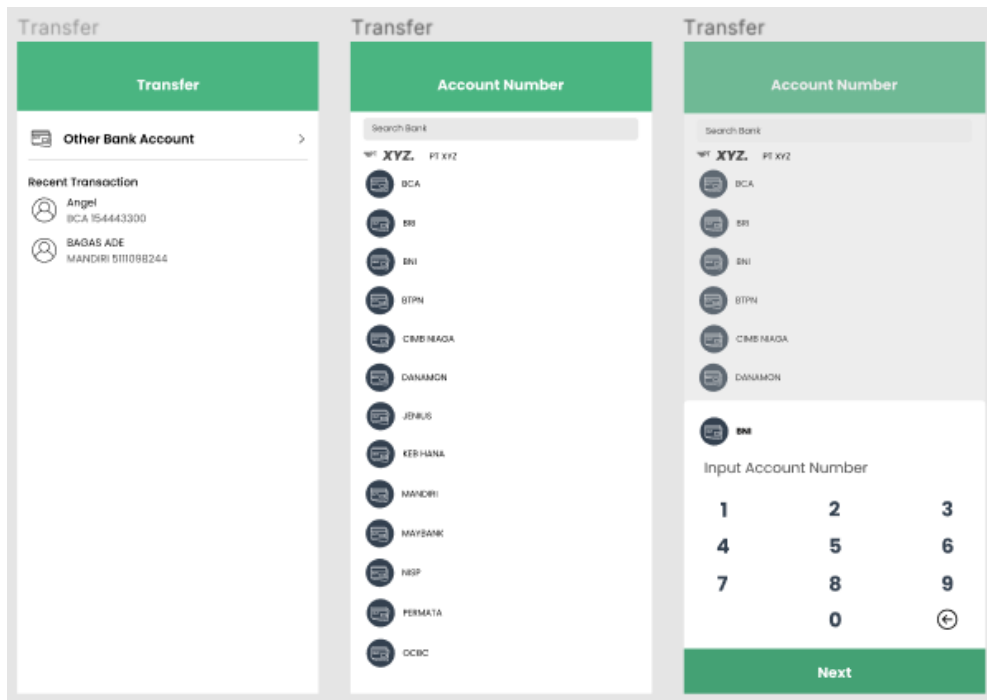 Transfer
Transfer
Other Bank Account
Recent Transaction
Angel
BCA 154443300
BAGAS ADE
MANDIRI 5111098244
Transfer
Account Number
Search Bank
XYZ. PT XYZ
BCA
BRI
BNI
BTPN
CIMB NIAGA
DANAMON
JENIUS
KEB HANA
MANDIRI
MAYBANK
NISP
PERMATA
OCBC
Transfer
Account Number
Search Bank
XYZ. PT XYZ
BCA
BRI
BNI
BTPN
CIMB NIAGA
DANAMON
BNI
Input Account Number
1 2 3
4 5 6
7 8 9
0
Next